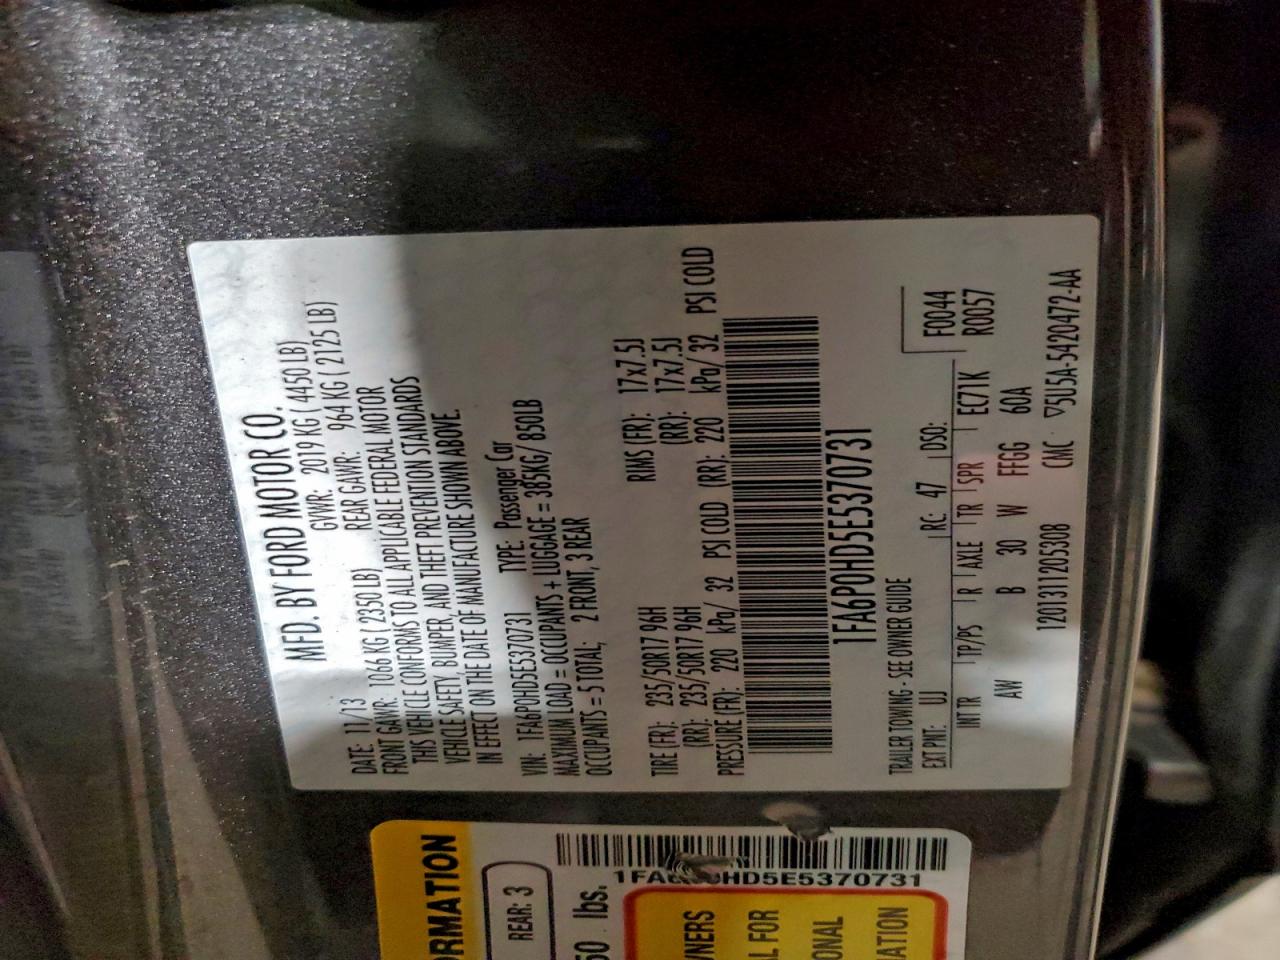 MFD. BY FORD MOTOR CO.
DATE: 11/13 GVWR: 2019 KG ( 4450 LB)
FRONT GAWR: 1066 KG ( 2350 LB) REAR GAWR: 964 KG ( 2125 LB)
THIS VEHICLE CONFORMS TO ALL APPLICABLE FEDERAL MOTOR
VEHICLE SAFETY, BUMPER, AND THEFT PREVENTION STANDARDS
IN EFFECT ON THE DATE OF MANUFACTURE SHOWN ABOVE.
VIN: 1FA6P0HD5E5370731 TYPE: Passenger Car
MAXIMUM LOAD = OCCUPANTS + LUGGAGE = 385KG/ 850LB
OCCUPANTS = 5 TOTAL; 2 FRONT, 3 REAR
TIRE (FR): 235/50R17 96H RIMS (FR): 17x7.5J
(RR): 235/50R17 96H (RR): 17x7.5J
PRESSURE (FR): 220 kPa/ 32 PSI COLD (RR): 220 kPa/ 32 PSI COLD
1FA6P0HD5E5370731
TRAILER TOWING - SEE OWNER GUIDE
F0044
R0057
EXT PNT: UJ RC: 47 DSO:
INT TR TP/PS R AXLE TR SPR EC71K
AW B 30 W FFGG 60A
12013111205308 CMC ▽5U5A-5420472-AA
ORMATION
REAR: 3
50 lbs.
1FA HD5E5370731
NERS
AL FOR
ONAL
ATION